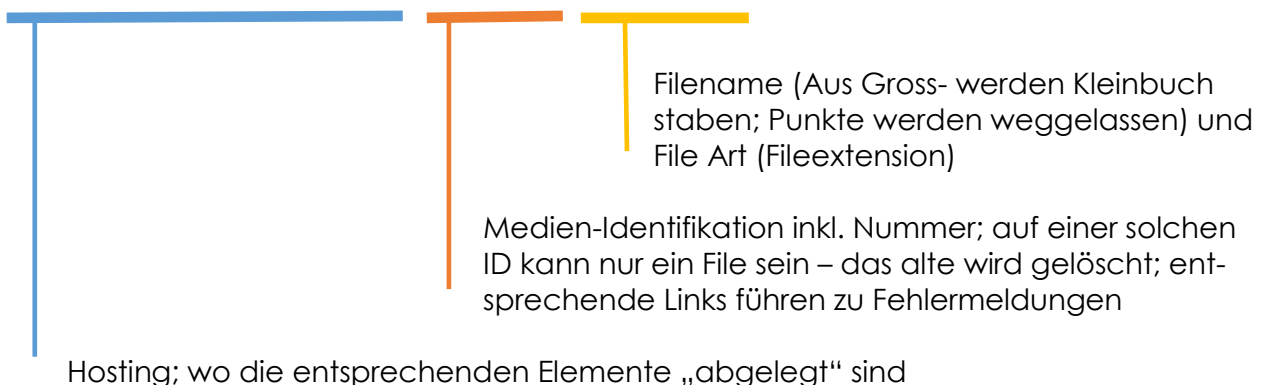 Filename (Aus Gross- werden Kleinbuch
staben; Punkte werden weggelassen) und
File Art (Fileextension)
Medien-Identifikation inkl. Nummer; auf einer solchen
ID kann nur ein File sein – das alte wird gelöscht; ent-
sprechende Links führen zu Fehlermeldungen
Hosting; wo die entsprechenden Elemente „abgelegt“ sind